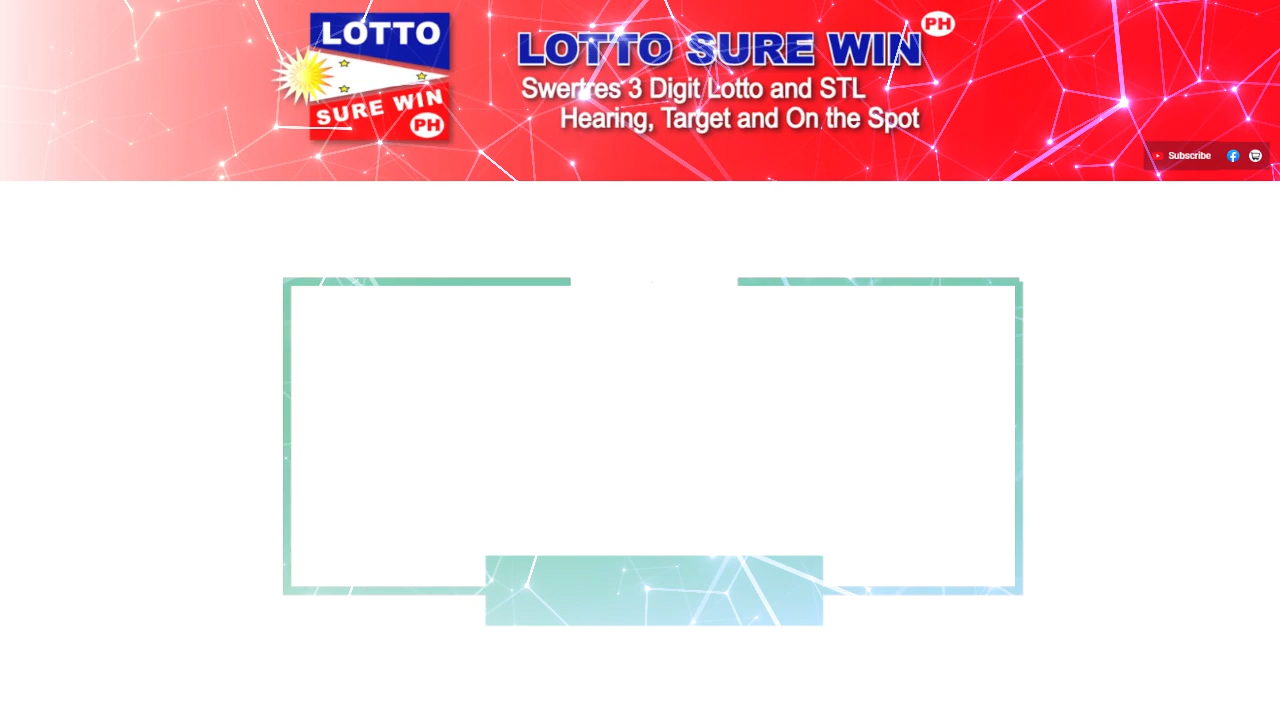 LOTTO
SURE WIN
PH
LOTTO SURE WIN PH
Swertres 3 Digit Lotto and STL
Hearing, Target and On the Spot
Subscribe